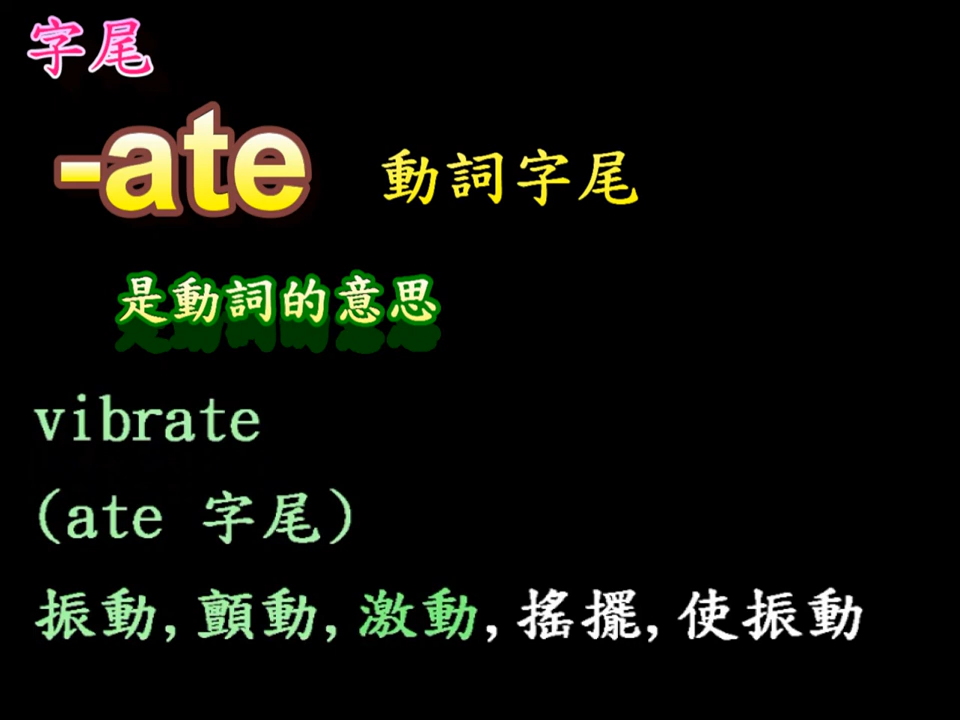 字尾
-ate 動詞字尾
是動詞的意思
vibrate
(ate 字尾)
振動,顫動,激動,搖擺,使振動